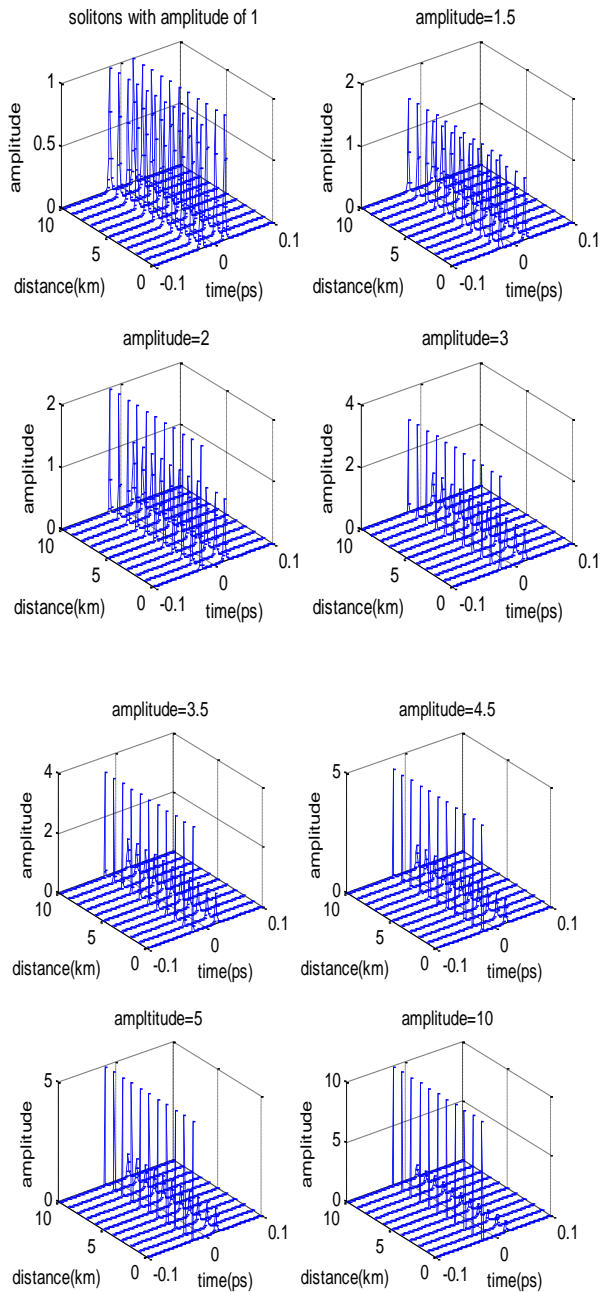 solitons with amplitude of 1
amplitude=1.5
1
0.5
0
amplitude
10
5
0
distance(km)
-0.1
0
0.1
time(ps)
2
1
0
amplitude
10
5
0
distance(km)
-0.1
0
0.1
time(ps)
amplitude=2
amplitude=3
2
1
0
amplitude
10
5
0
distance(km)
-0.1
0
0.1
time(ps)
4
2
0
amplitude
10
5
0
distance(km)
-0.1
0
0.1
time(ps)
amplitude=3.5
amplitude=4.5
4
2
0
amplitude
10
5
0
distance(km)
-0.1
0
0.1
time(ps)
5
0
amplitude
10
5
0
distance(km)
-0.1
0
0.1
time(ps)
ampltitude=5
amplitude=10
5
0
amplitude
10
5
0
distance(km)
-0.1
0
0.1
time(ps)
10
5
0
amplitude
10
5
0
distance(km)
-0.1
0
0.1
time(ps)